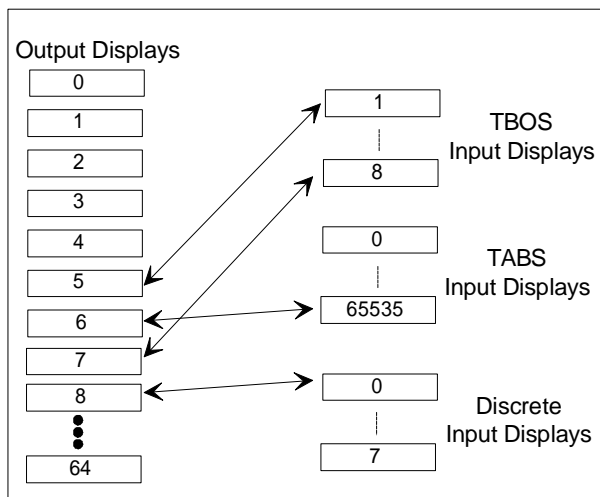 Output Displays
0
1
2
3
4
5
6
7
8
64
1
8
TBOS
Input Displays
0
65535
TABS
Input Displays
0
7
Discrete
Input Displays